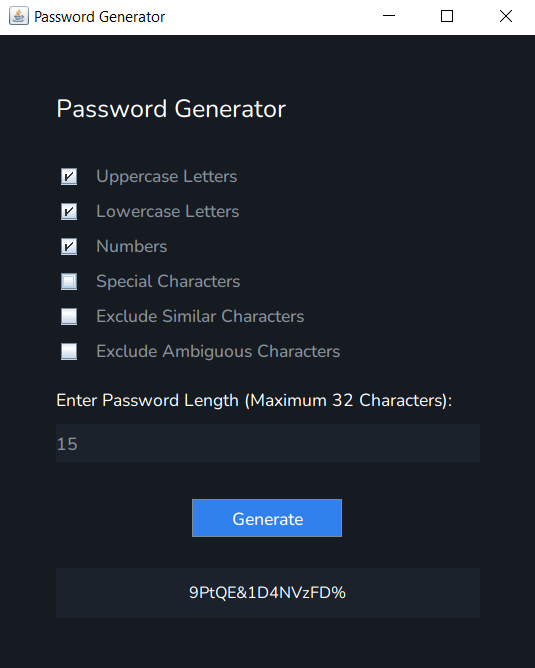 Password Generator
Password Generator
Uppercase Letters
Lowercase Letters
Numbers
Special Characters
Exclude Similar Characters
Exclude Ambiguous Characters
Enter Password Length (Maximum 32 Characters):
15
Generate
9PtQE&1D4NVzFD%